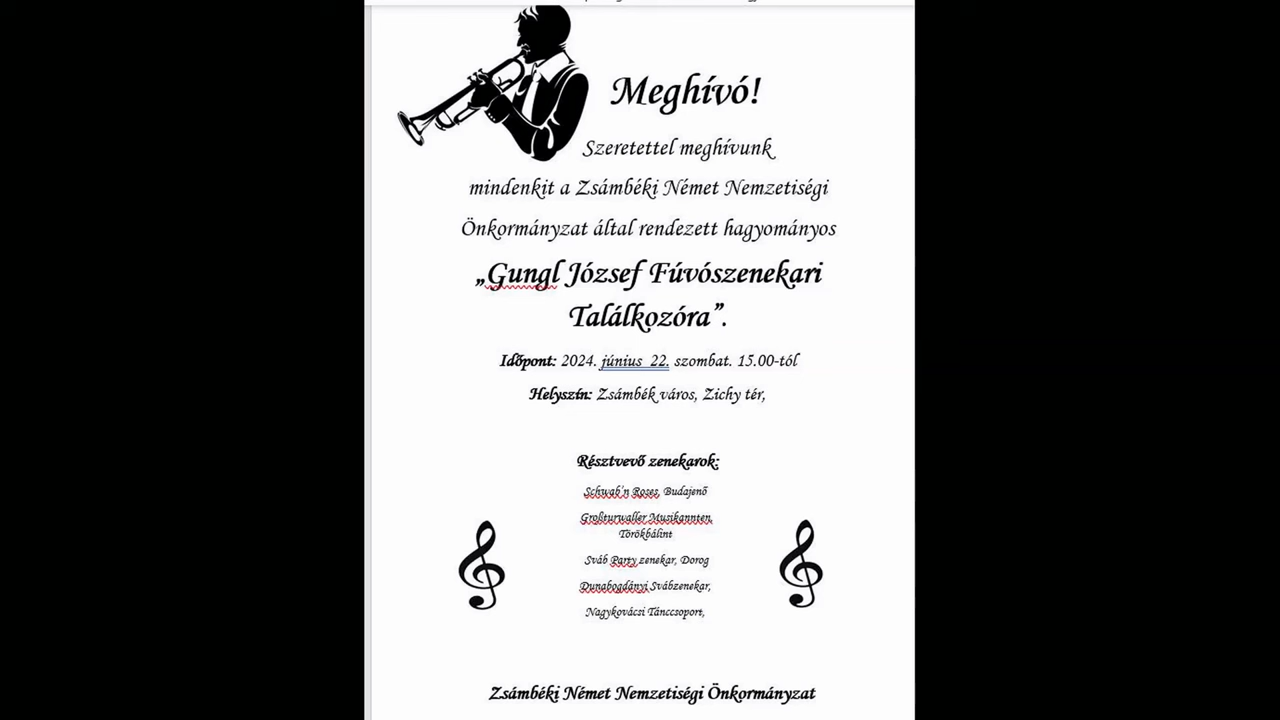 Meghívó!
Szeretettel meghívunk
mindenkit a Zsámbéki Német Nemzetiségi
Önkormányzat által rendezett hagyományos
„Gungl József Fúvószenekari
Találkozóra”.
Időpont: 2024. június 22. szombat. 15.00-tól
Helyszín: Zsámbék város, Zichy tér,
Résztvevő zenekarok:
Schwab'n Roses, Budajenő
Großturwaller Musikannten,
Törökbálint
Sváb Party zenekar, Dorog
Dunabogdányi Svábzenekar,
Nagykovácsi Tánccsoport,
Zsámbéki Német Nemzetiségi Önkormányzat